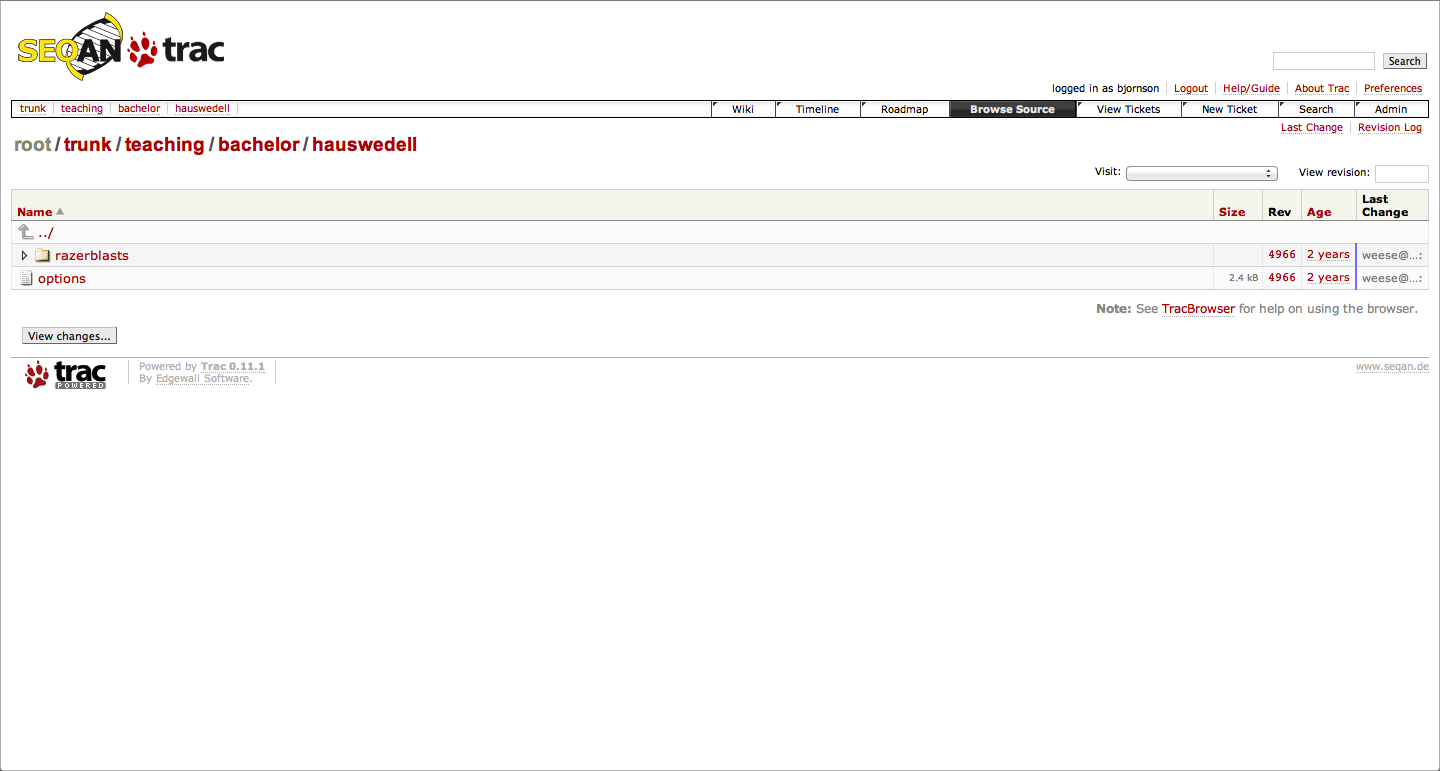 SEQAN trac
Search
logged in as bjornson Logout Help/Guide About Trac Preferences
trunk teaching bachelor hauswedell Wiki Timeline Roadmap Browse Source View Tickets New Ticket Search Admin
Last Change Revision Log
root / trunk / teaching / bachelor / hauswedell
Visit: View revision:
Name Size Rev Age Last Change
../
razerblasts 4966 2 years weese@...:
options 2.4 kB 4966 2 years weese@...:
Note: See TracBrowser for help on using the browser.
View changes...
trac POWERED
Powered by Trac 0.11.1
By Edgewall Software.
www.seqan.de